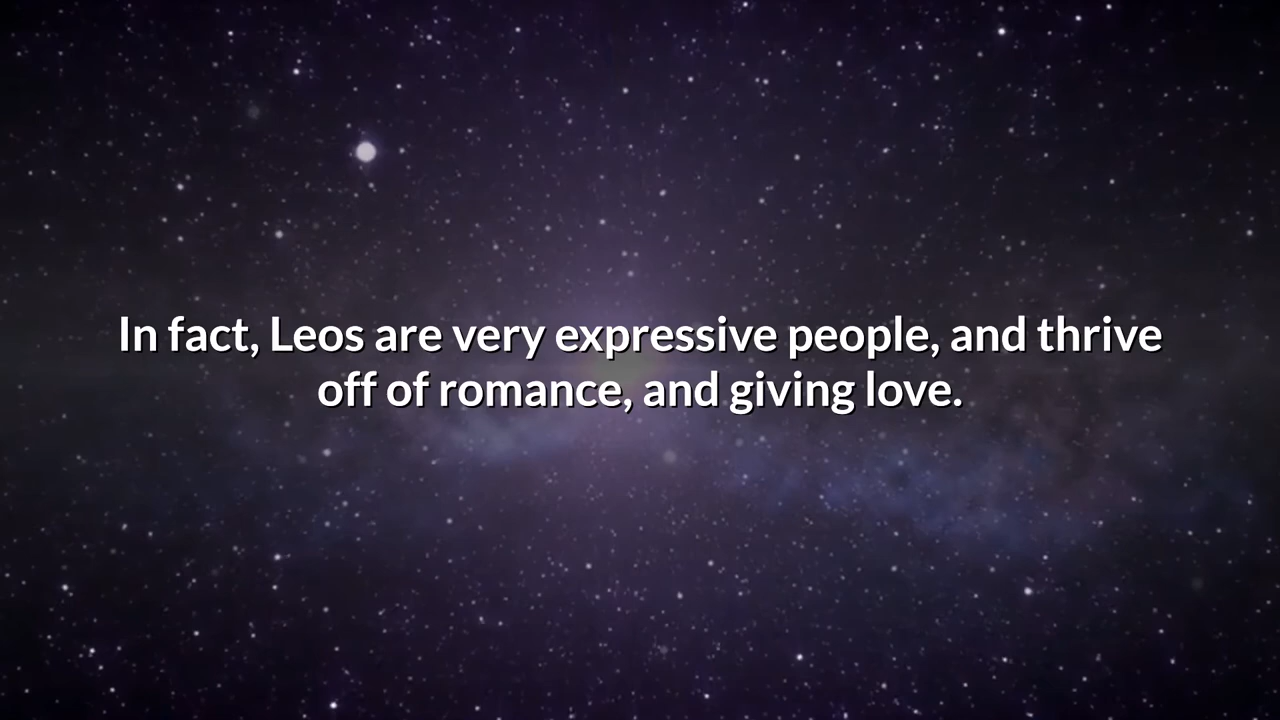 In fact, Leos are very expressive people, and thrive
off of romance, and giving love.